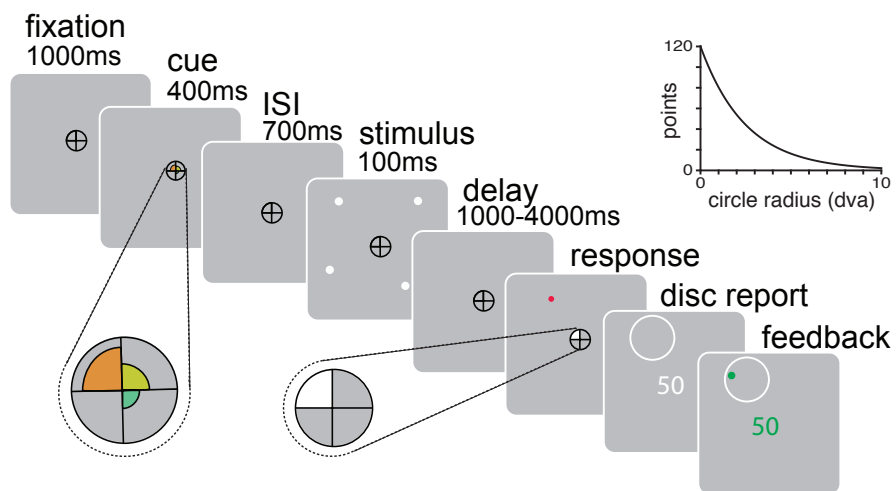 fixation
1000ms
cue
400ms
ISI
700ms
stimulus
100ms
delay
1000-4000ms
response
disc report
50
feedback
50
120
points
0
0
10
circle radius (dva)